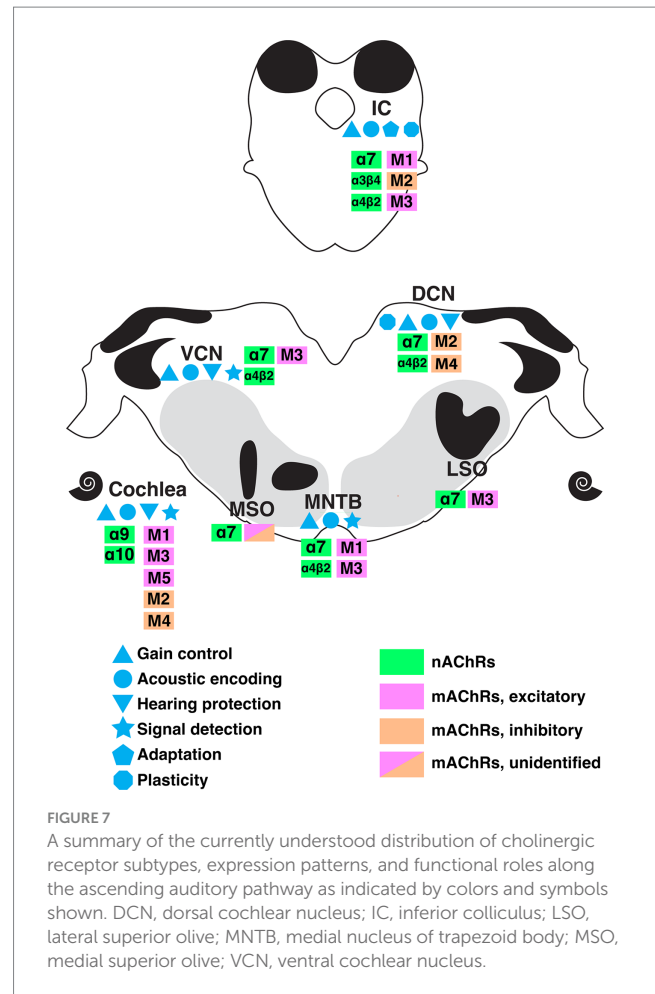 IC
α7 M1
α3β4 M2
α4β2 M3
DCN
α7 M2
α4β2 M4
VCN
α7 M3
α4β2
LSO
α7 M3
Cochlea
α9 M1
α10 M3
M5
M2
M4
MSO
α7
MNTB
α7 M1
α4β2 M3
Gain control
Acoustic encoding
Hearing protection
Signal detection
Adaptation
Plasticity
nAChRs
mAChRs, excitatory
mAChRs, inhibitory
mAChRs, unidentified
FIGURE 7
A summary of the currently understood distribution of cholinergic
receptor subtypes, expression patterns, and functional roles along
the ascending auditory pathway as indicated by colors and symbols
shown. DCN, dorsal cochlear nucleus; IC, inferior colliculus; LSO,
lateral superior olive; MNTB, medial nucleus of trapezoid body; MSO,
medial superior olive; VCN, ventral cochlear nucleus.